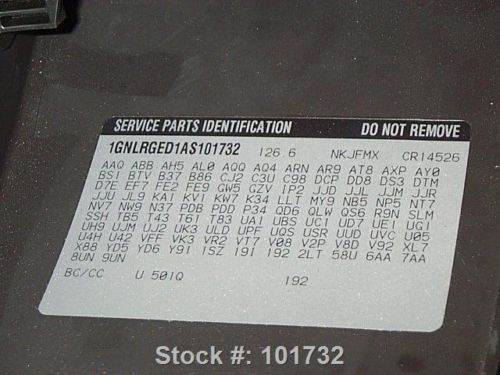 SERVICE PARTS IDENTIFICATION DO NOT REMOVE
1GNLRGED1AS101732 126.6 NKJFMX CR14526
AAQ ABB AH5 AL0 AQQ AQ4 ARN AR9 AT8 AXP AY0
BS1 BTV B37 B86 CJ2 C3U C98 DCP DD8 DS3 DTM
D7E EF7 FE2 FE9 GW5 GZV IP2 JJD JJL JJM JJR
JJU JL9 KA1 KV1 KW7 K34 LLT MY9 NB5 NP5 NT7
NV7 NW9 N37 PDB PDD P34 QD6 QLW QS6 R9N SLM
SSH TB5 T43 T61 T83 UA1 UBS UC1 UD7 UE1 UG1
UH9 UJM UJ2 UK3 ULD UPF UQS USR UUD UVC U05
U4H U42 VFF VK3 VR2 VT7 V08 V2P V8D V92 XL7
X88 YD5 YD6 Y91 1SZ 191 192 2LT 58U 6AA 7AA
8UN 9UN
BC/CC U 501Q 192
Stock #: 101732